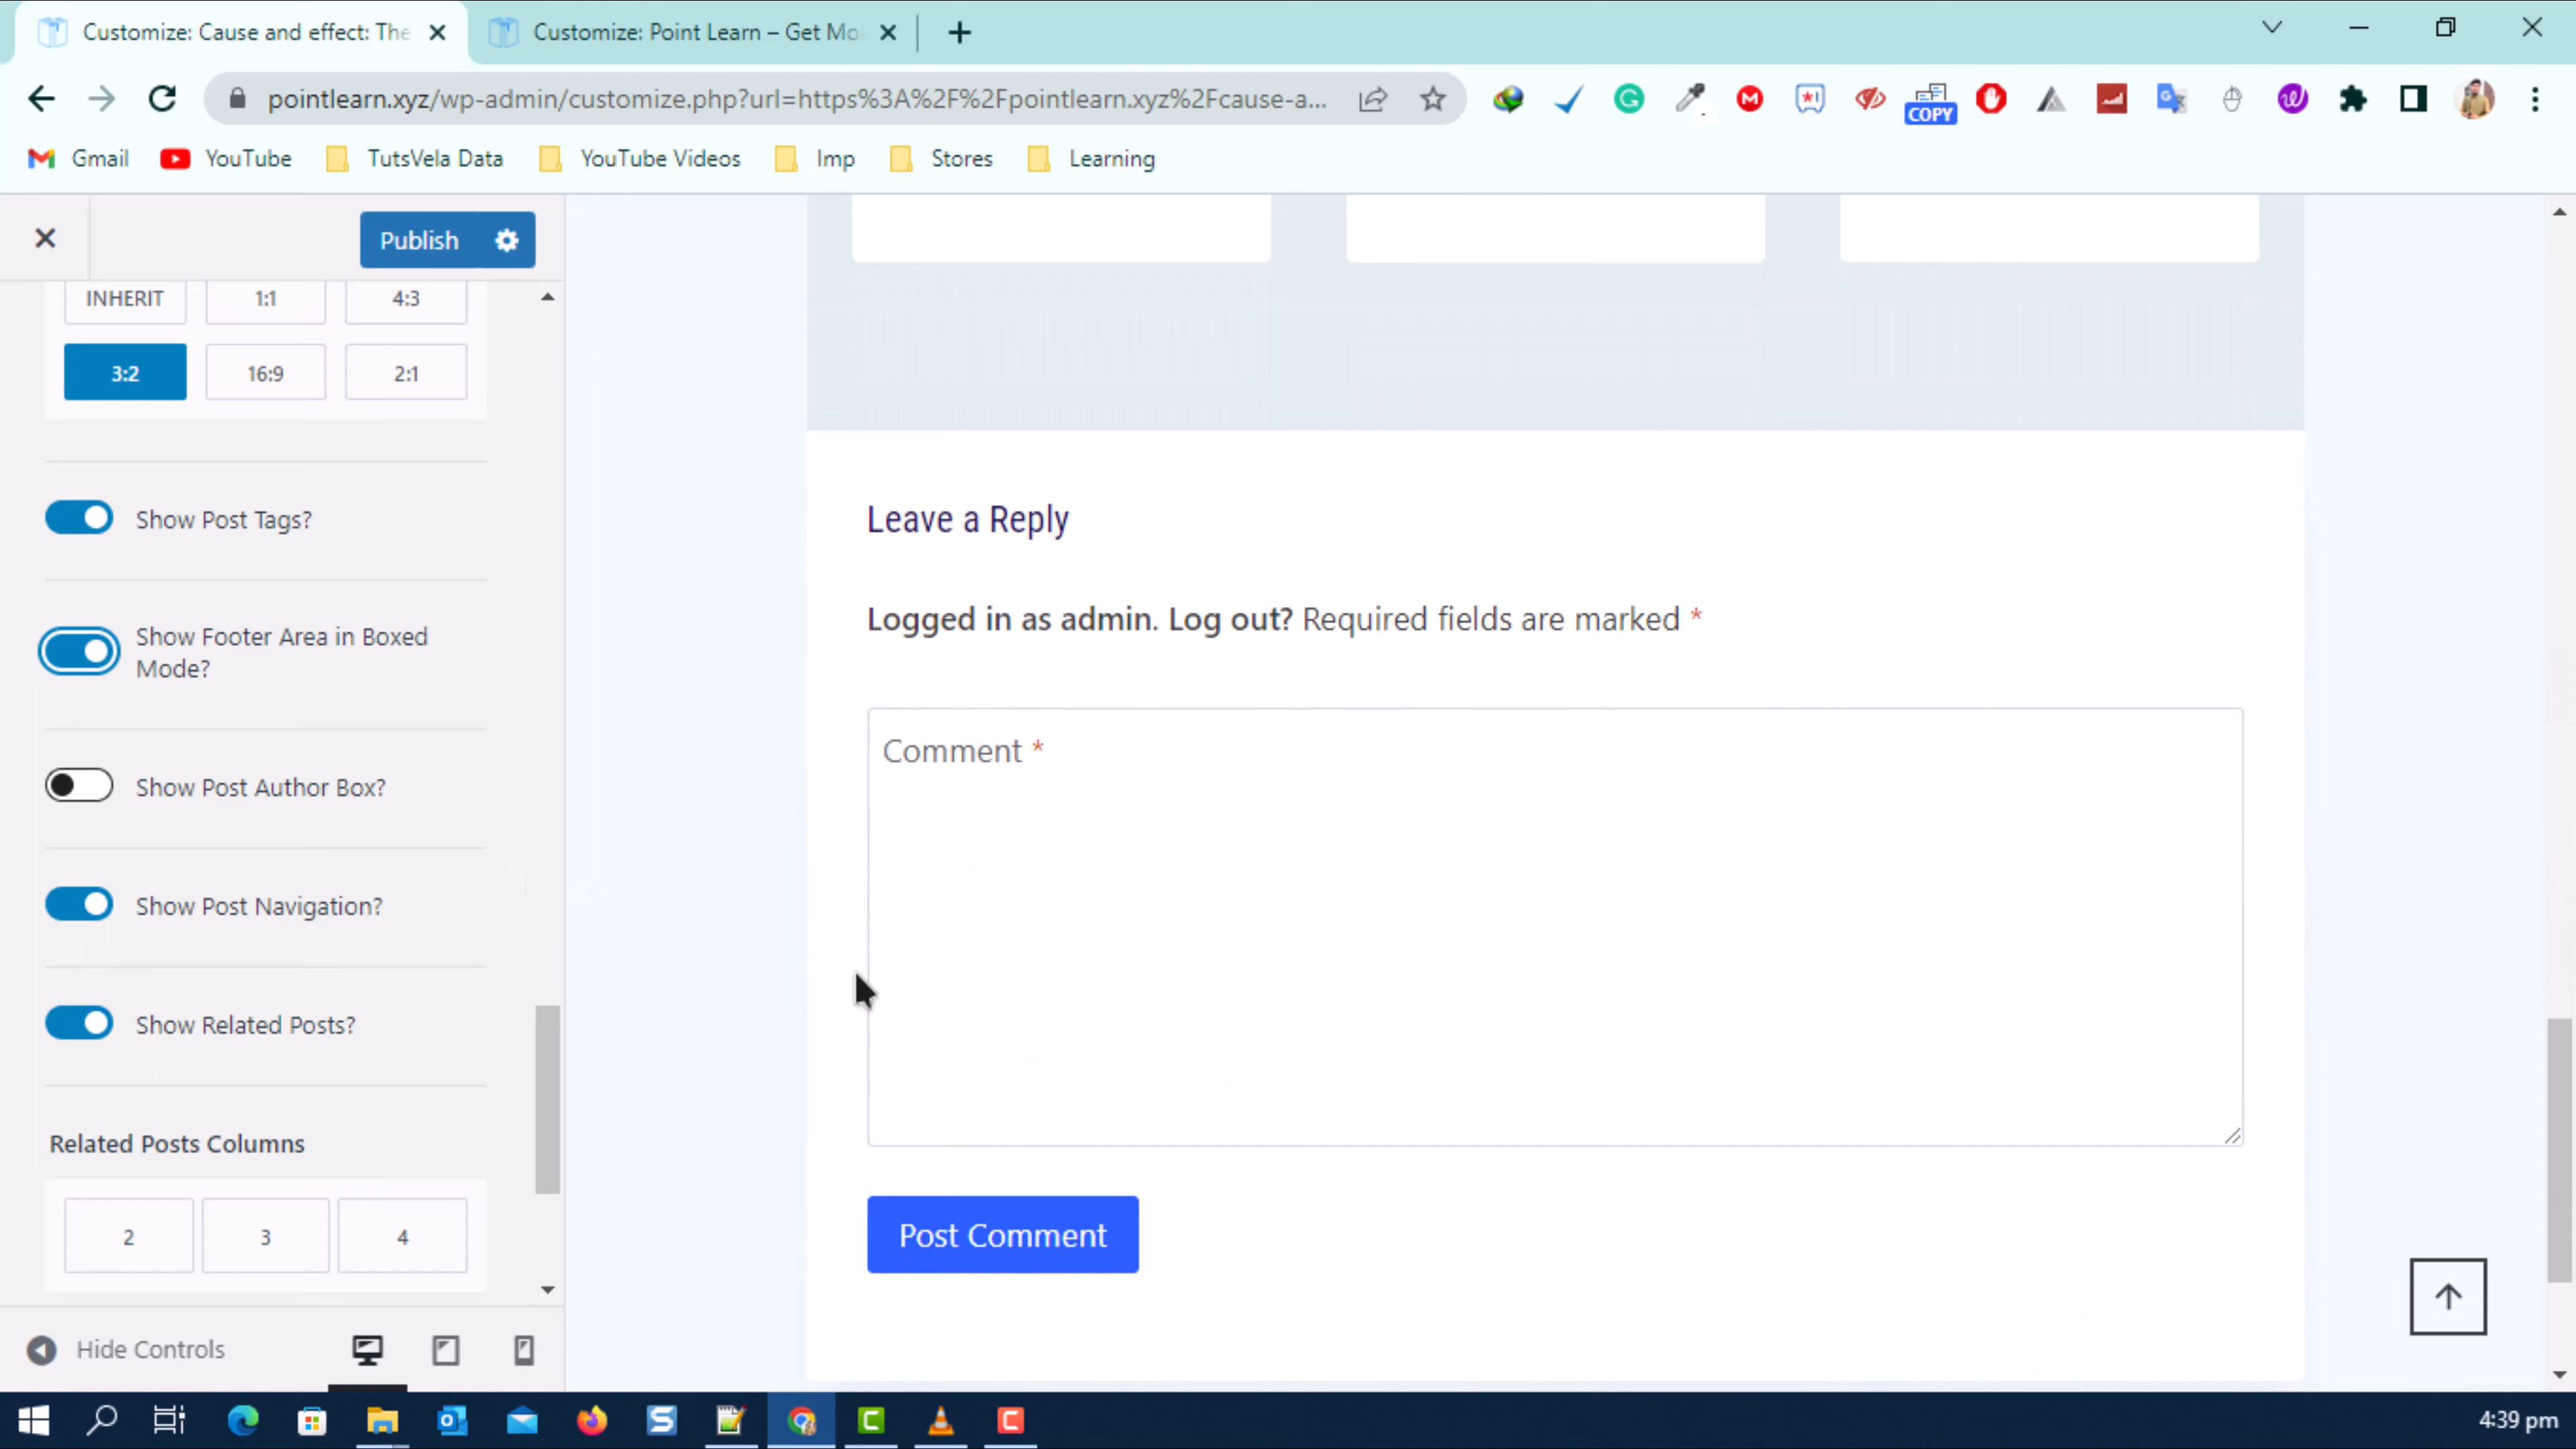 Customize: Cause and effect: The
Customize: Point Learn – Get Mo
pointlearn.xyz/wp-admin/customize.php?url=https%3A%2F%2Fpointlearn.xyz%2Fcause-a...
COPY
Gmail
YouTube
TutsVela Data
YouTube Videos
Imp
Stores
Learning
Publish
INHERIT
1:1
4:3
3:2
16:9
2:1
Show Post Tags?
Show Footer Area in Boxed
Mode?
Show Post Author Box?
Show Post Navigation?
Show Related Posts?
Related Posts Columns
2
3
4
Hide Controls
Leave a Reply
Logged in as admin. Log out? Required fields are marked *
Comment *
Post Comment
4:39 pm